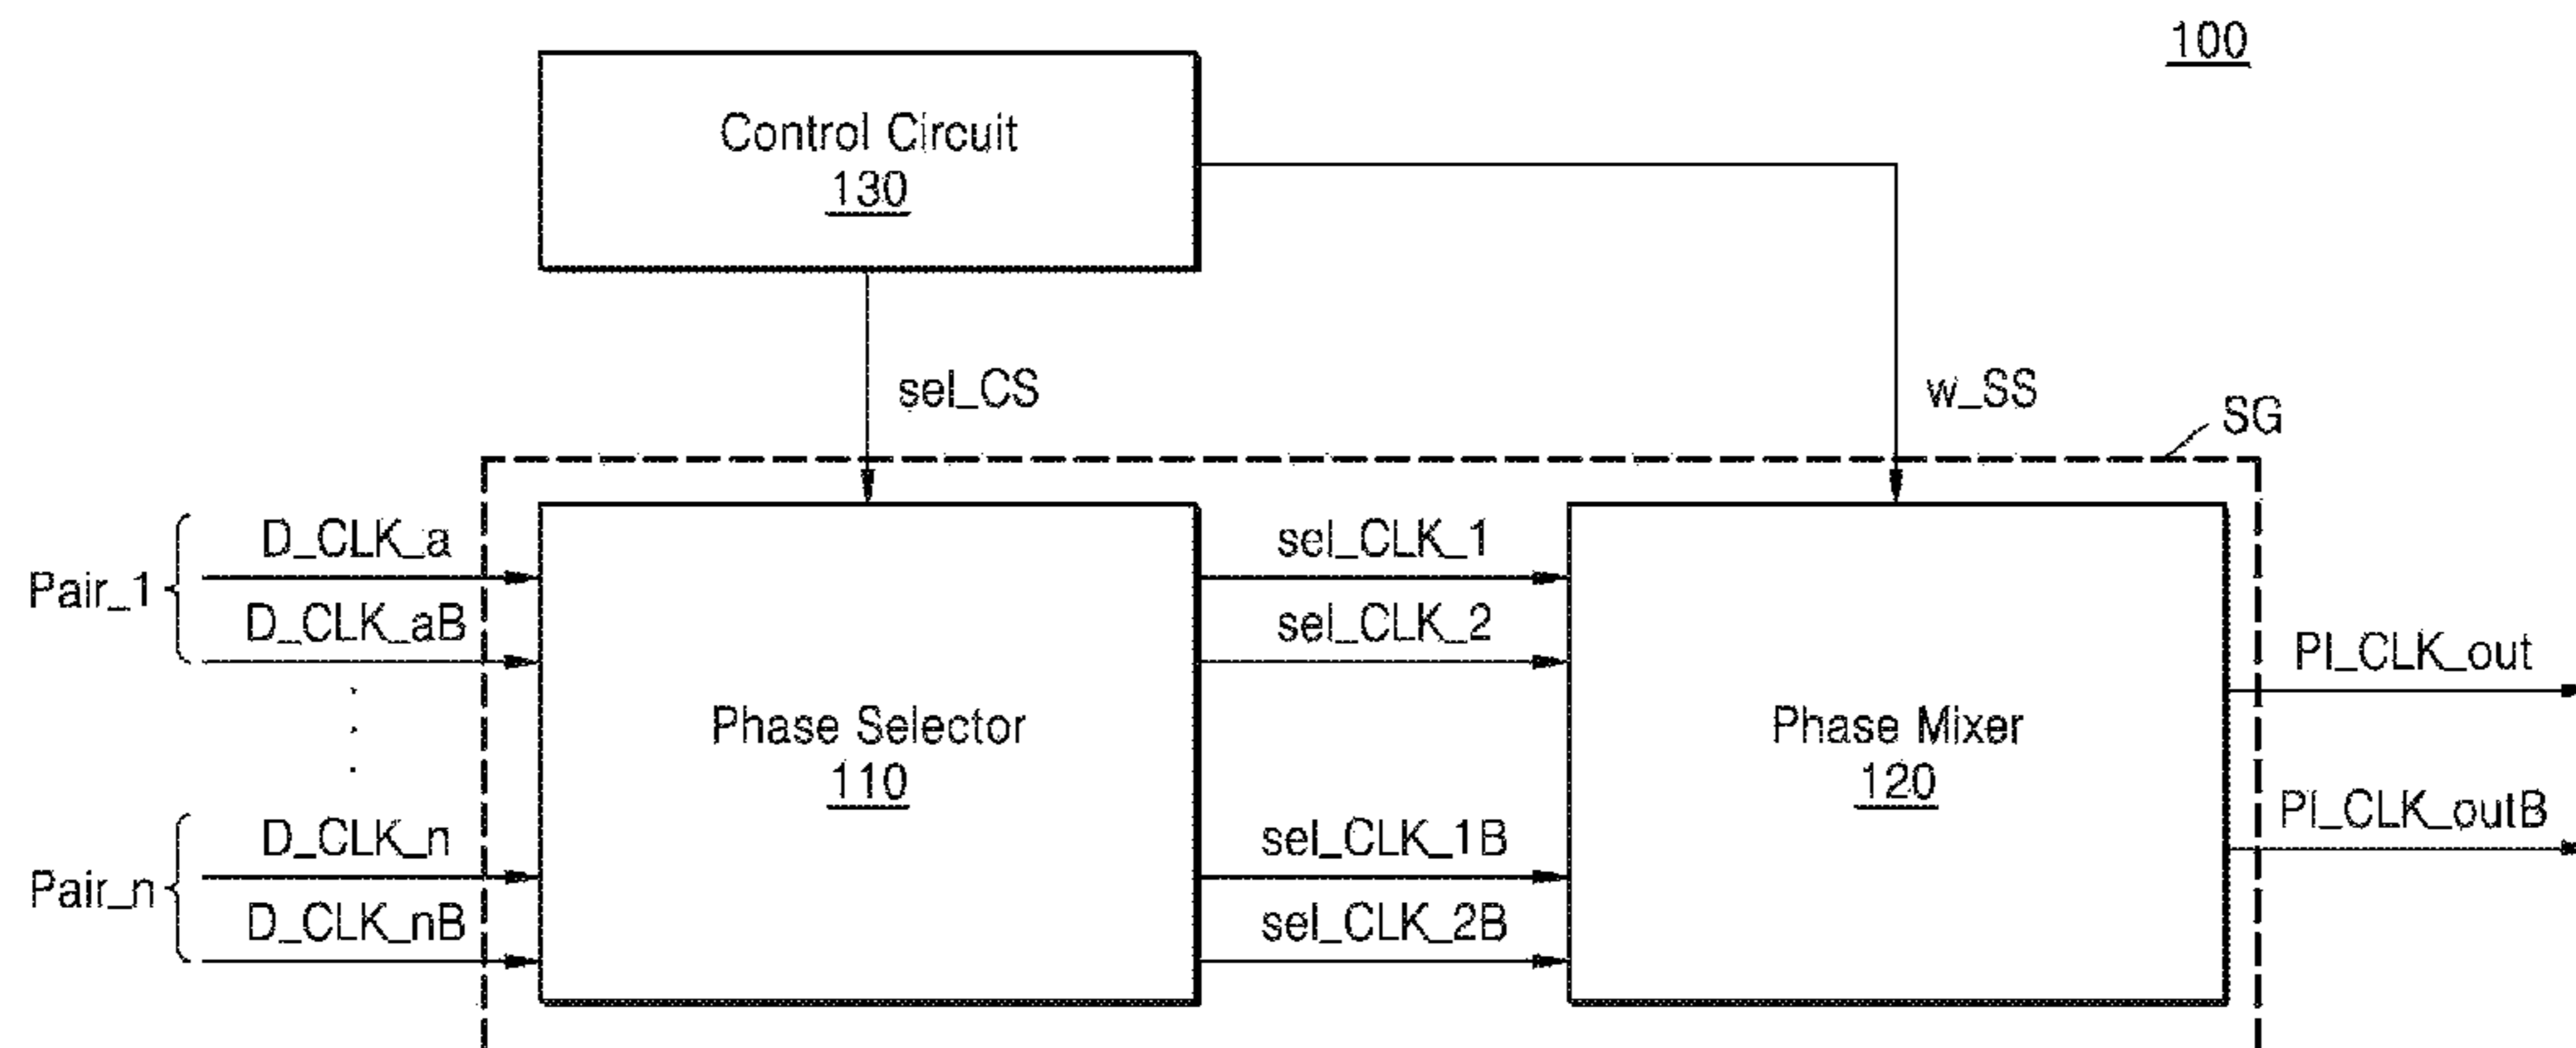 100
Control Circuit
130
sel_CS
w_SS
SG
Pair_1
D_CLK_a
D_CLK_aB
Pair_n
D_CLK_n
D_CLK_nB
Phase Selector
110
sel_CLK_1
sel_CLK_2
sel_CLK_1B
sel_CLK_2B
Phase Mixer
120
PI_CLK_out
PI_CLK_outB